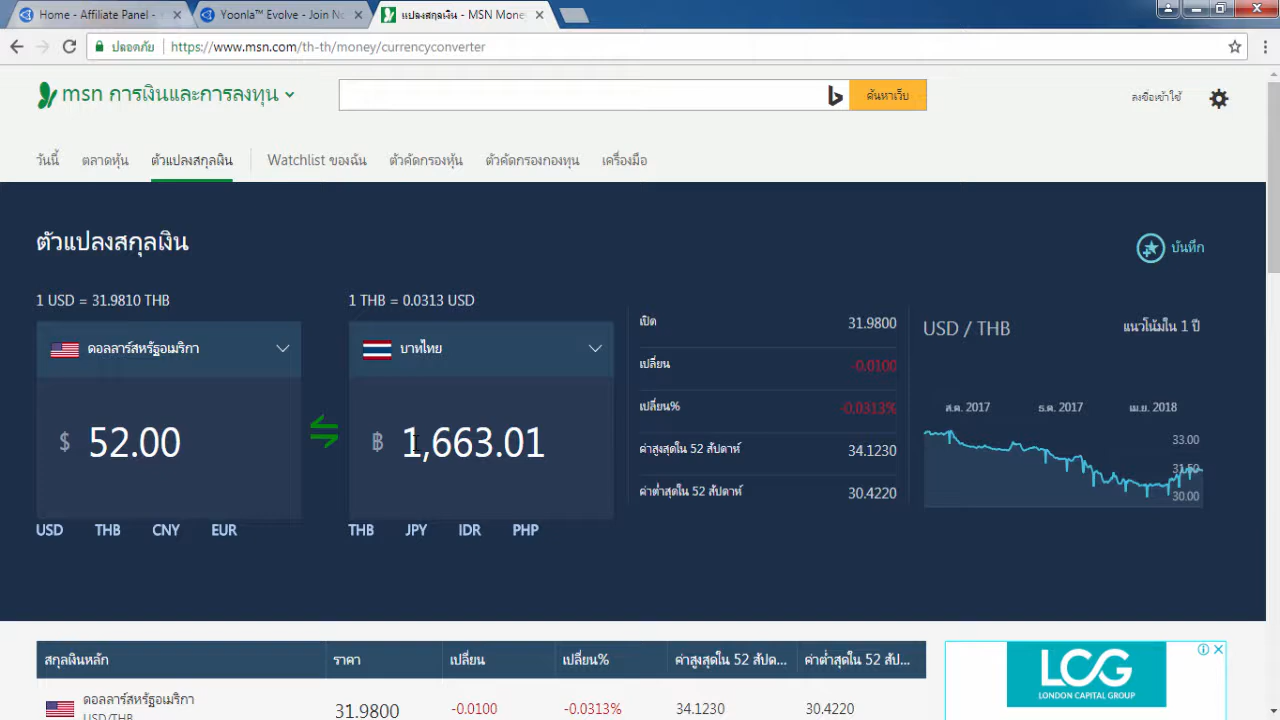 Home - Affiliate Panel -
Yoonla™ Evolve - Join No
แปลงสกุลเงิน - MSN Mone
ปลอดภัย
https://www.msn.com/th-th/money/currencyconverter
msn การเงินและการลงทุน
ค้นหาเว็บ
ลงชื่อเข้าใช้
วันนี้
ตลาดหุ้น
ตัวแปลงสกุลเงิน
Watchlist ของฉัน
ตัวคัดกรองหุ้น
ตัวคัดกรองกองทุน
เครื่องมือ
ตัวแปลงสกุลเงิน
บันทึก
1 USD = 31.9810 THB
1 THB = 0.0313 USD
ดอลลาร์สหรัฐอเมริกา
บาทไทย
$ 52.00
฿ 1,663.01
USD THB CNY EUR
THB JPY IDR PHP
เปิด 31.9800
เปลี่ยน -0.0100
เปลี่ยน% -0.0313%
ค่าสูงสุดใน 52 สัปดาห์ 34.1230
ค่าต่ำสุดใน 52 สัปดาห์ 30.4220
USD / THB
แนวโน้มใน 1 ปี
ส.ค. 2017 ธ.ค. 2017 เม.ย. 2018
33.00
31.50
30.00
สกุลเงินหลัก ราคา เปลี่ยน เปลี่ยน% ค่าสูงสุดใน 52 สัปด... ค่าต่ำสุดใน 52 สัป...
ดอลลาร์สหรัฐอเมริกา
USD/THB
31.9800 -0.0100 -0.0313% 34.1230 30.4220
LCG
LONDON CAPITAL GROUP